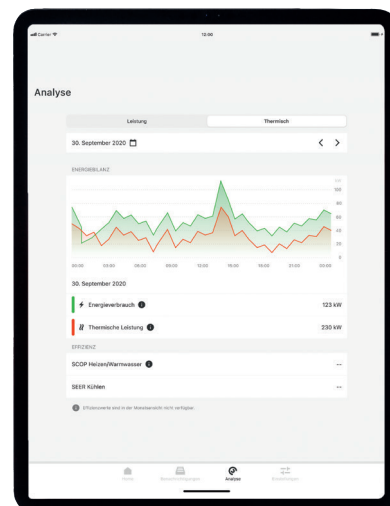 Carrier
12:00
Analyse
Leistung
Thermisch
30. September 2020
ENERGIEBILANZ
120
100
80
60
40
20
0
00:00 03:00 06:00 09:00 12:00 15:00 18:00 21:00 00:00
30. September 2020
Energieverbrauch
123 kW
Thermische Leistung
230 kW
EFFIZIENZ
SCOP Heizen/Warmwasser
--
SEER Kühlen
--
Effizienzwerte sind in der Monatsansicht nicht verfügbar.
Home
Benachrichtigungen
Analyse
Einstellungen